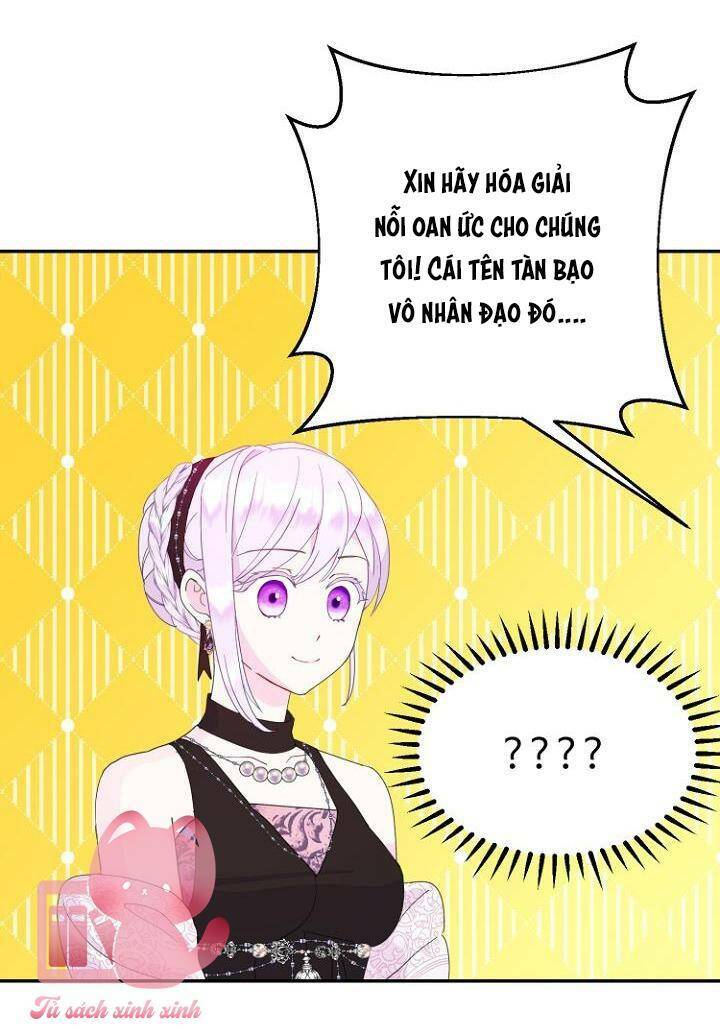 XIN HÃY HÓA GIẢI
NỖI OAN ỨC CHO CHÚNG
TÔI! CÁI TÊN TÀN BẠO
VÔ NHÂN ĐẠO ĐÓ....
????
Tủ sách xinh xinh